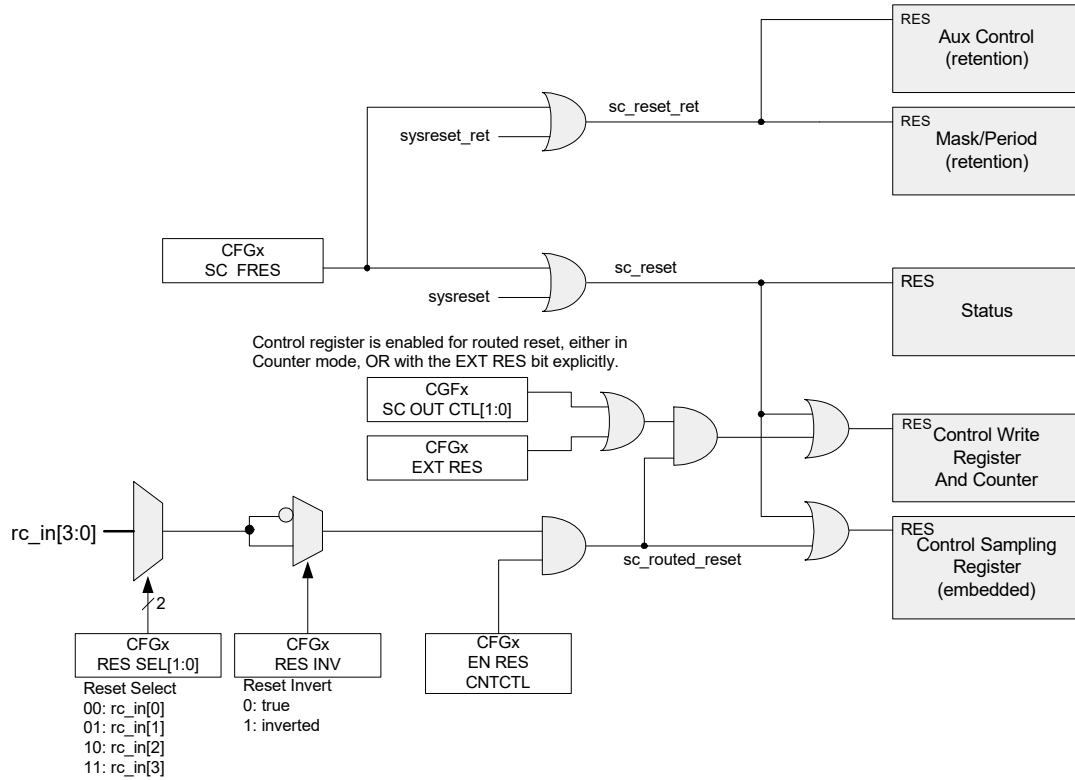 RES
Aux Control
(retention)
sc_reset_ret
sysreset_ret
RES
Mask/Period
(retention)
CFGx
SC FRES
sc_reset
sysreset
RES
Status
Control register is enabled for routed reset, either in
Counter mode, OR with the EXT RES bit explicitly.
CGFx
SC OUT CTL[1:0]
CFGx
EXT RES
RES
Control Write
Register
And Counter
rc_in[3:0]
sc_routed_reset
RES
Control Sampling
Register
(embedded)
2
CFGx
RES SEL[1:0]
CFGx
RES INV
CFGx
EN RES
CNTCTL
Reset Select
00: rc_in[0]
01: rc_in[1]
10: rc_in[2]
11: rc_in[3]
Reset Invert
0: true
1: inverted